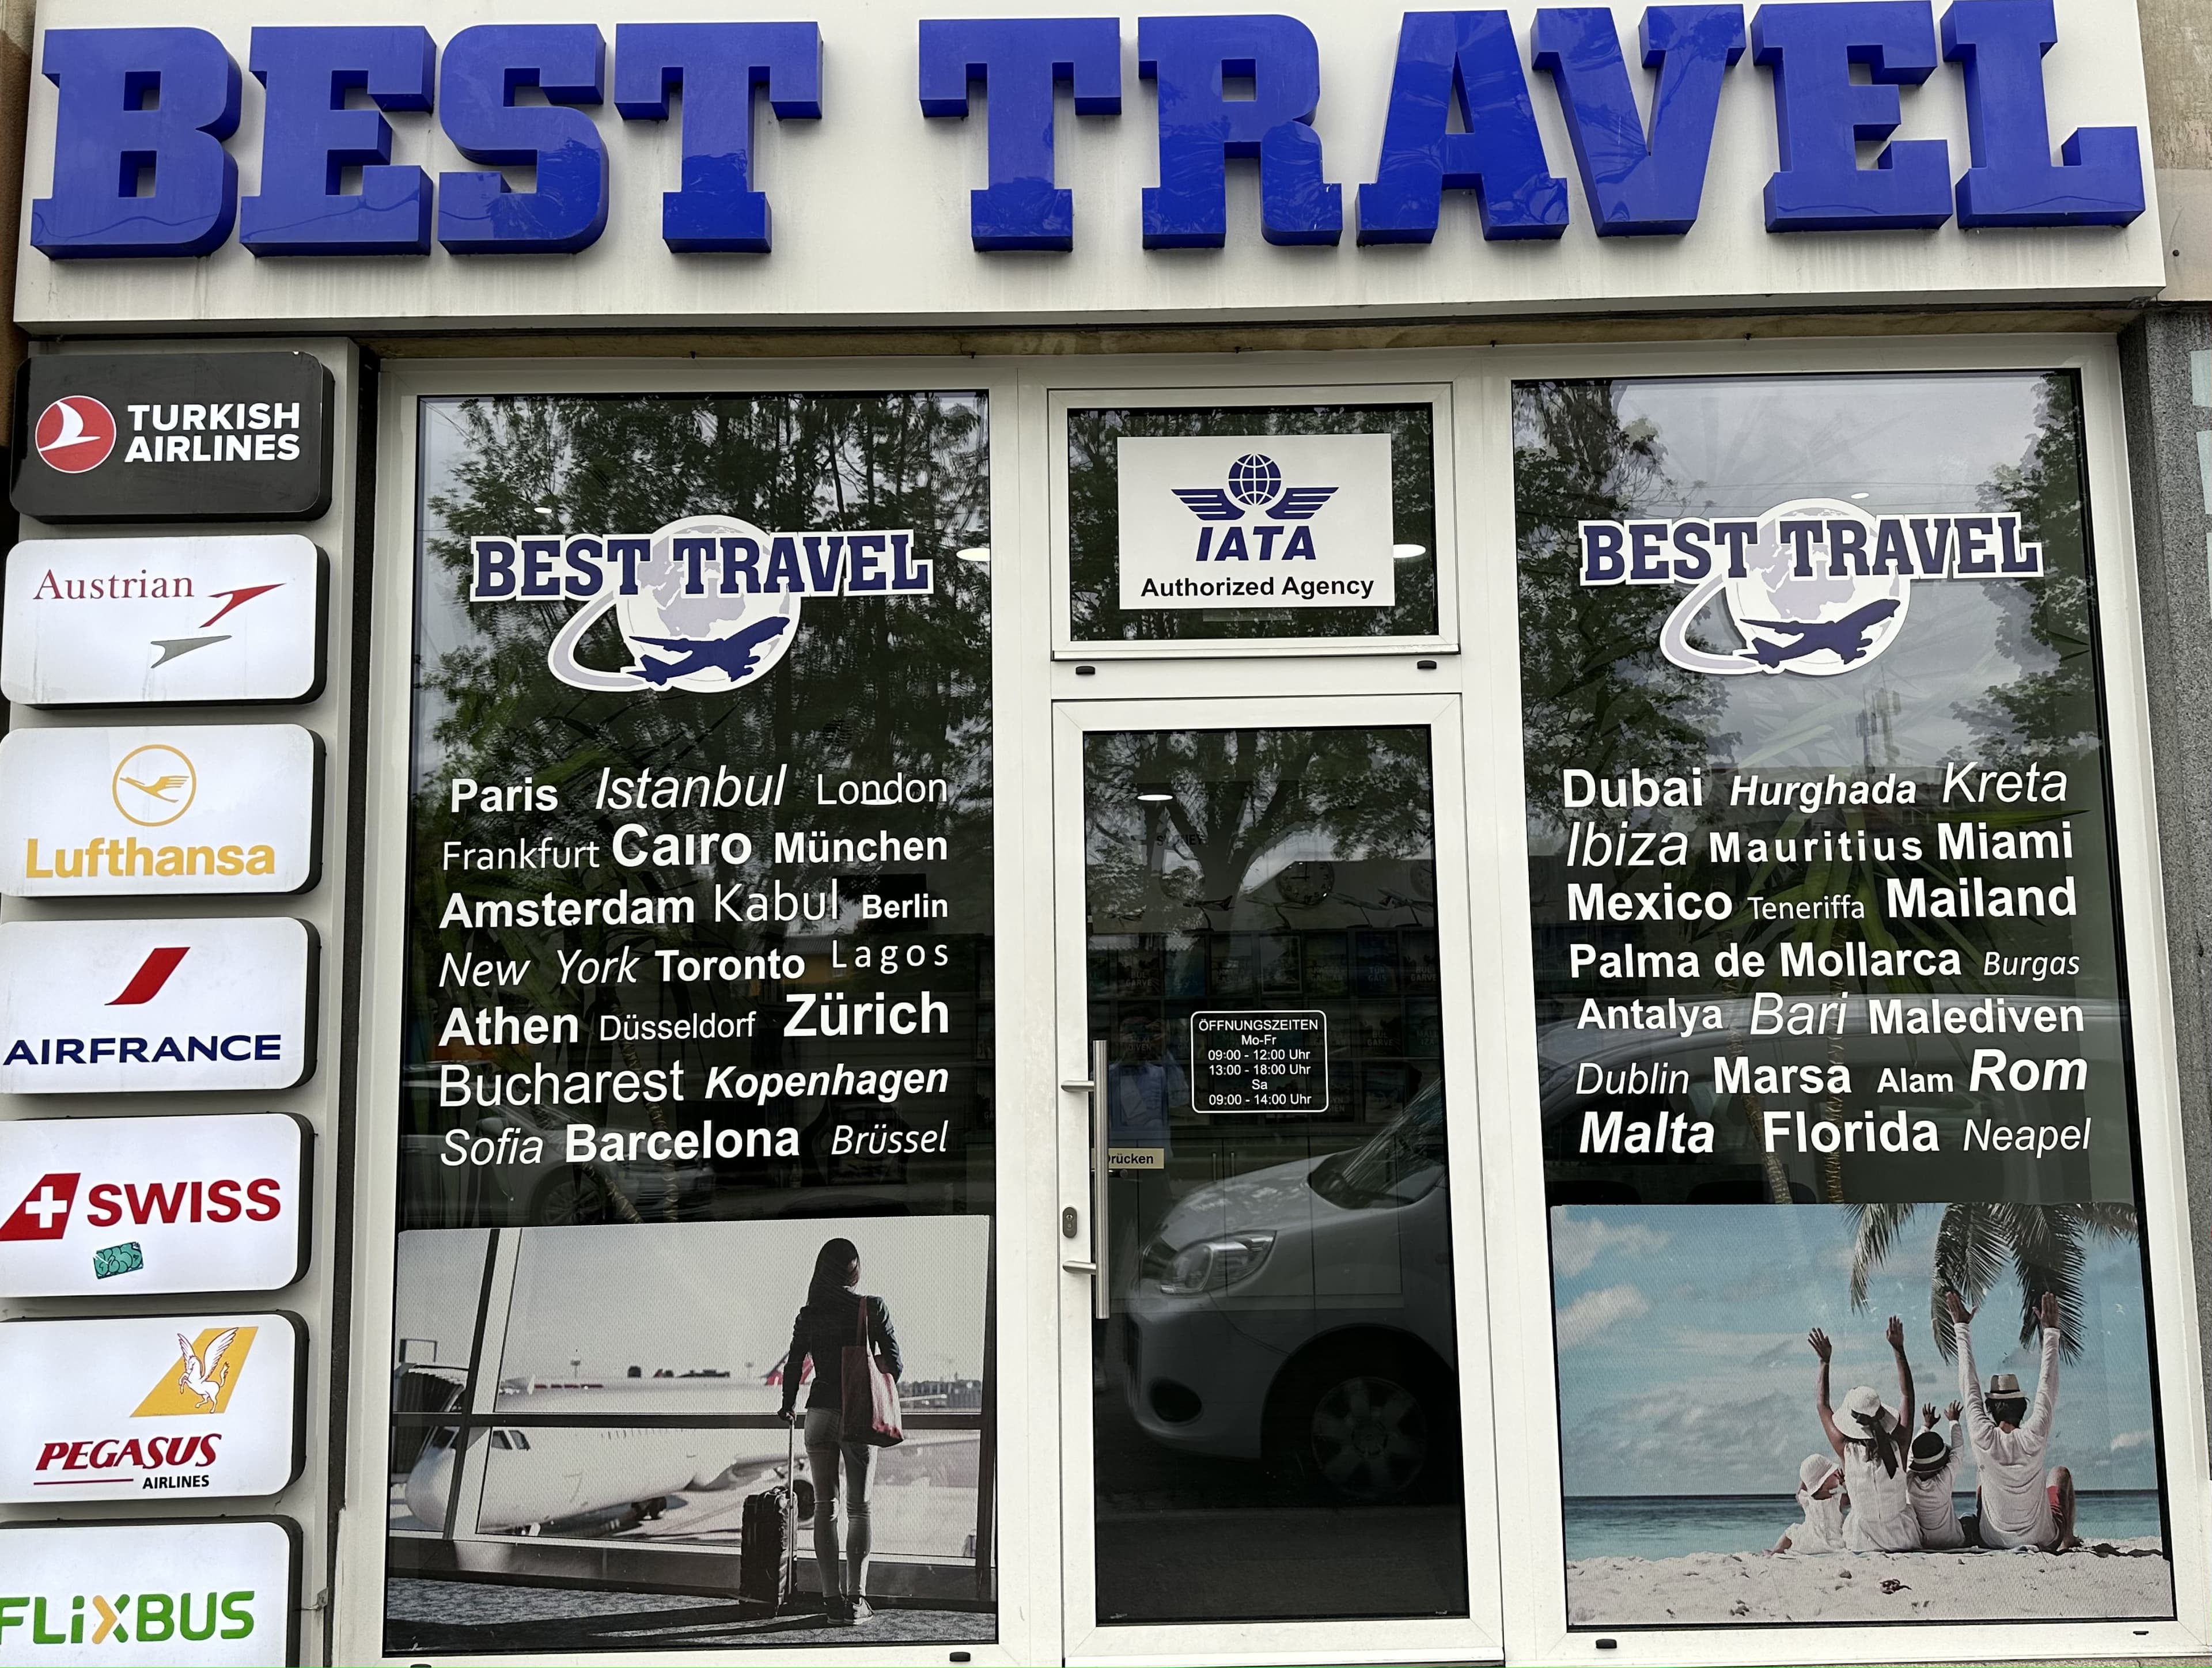 BEST TRAVEL
TURKISH
AIRLINES
Austrian
Lufthansa
AIRFRANCE
SWISS
PEGASUS
AIRLINES
FLiXBUS
BEST TRAVEL
Paris Istanbul London
Frankfurt Cairo München
Amsterdam Kabul Berlin
New York Toronto Lagos
Athen Düsseldorf Zürich
Bucharest Kopenhagen
Sofia Barcelona Brüssel
IATA
Authorized Agency
ÖFFNUNGSZEITEN
Mo-Fr
09:00 - 12:00 Uhr
13:00 - 18:00 Uhr
Sa
09:00 - 14:00 Uhr
Drücken
BEST TRAVEL
Dubai Hurghada Kreta
Ibiza Mauritius Miami
Mexico Teneriffa Mailand
Palma de Mollarca Burgas
Antalya Bari Malediven
Dublin Marsa Alam Rom
Malta Florida Neapel